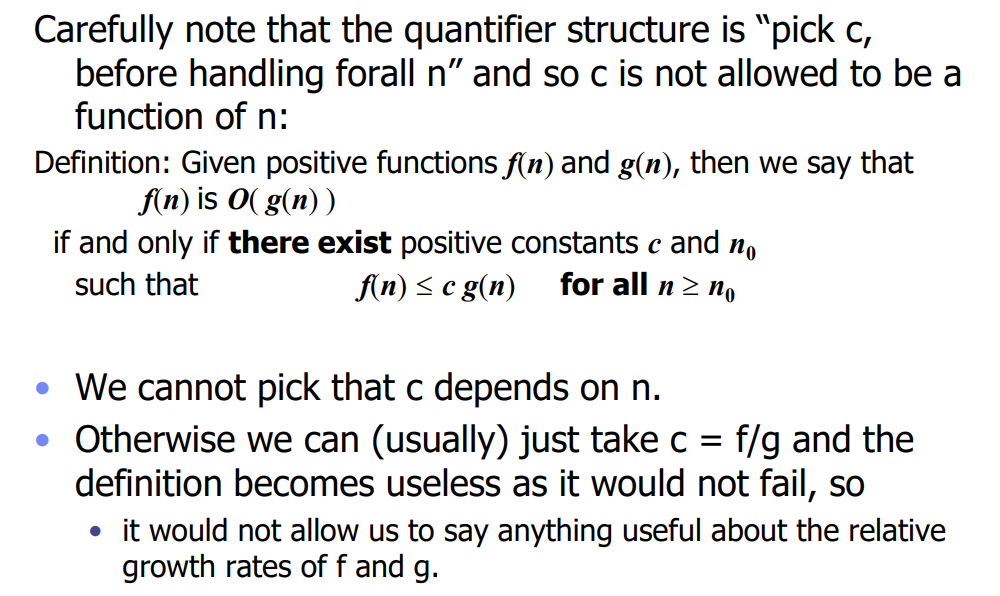 Carefully note that the quantifier structure is “pick c,
before handling forall n” and so c is not allowed to be a
function of n:
Definition: Given positive functions f(n) and g(n), then we say that
f(n) is O( g(n) )
if and only if there exist positive constants c and n₀
such that f(n) ≤ c g(n) for all n ≥ n₀
• We cannot pick that c depends on n.
• Otherwise we can (usually) just take c = f/g and the
definition becomes useless as it would not fail, so
• it would not allow us to say anything useful about the relative
growth rates of f and g.